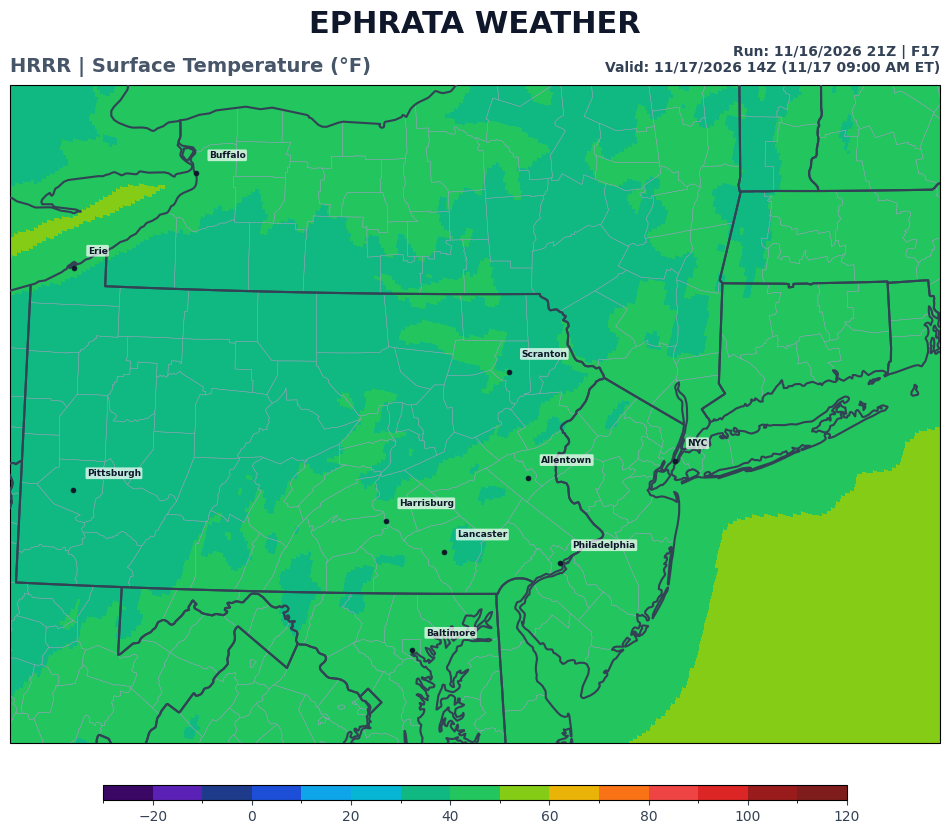 EPHRATA WEATHER
HRRR | Surface Temperature (°F)
Run: 11/16/2026 21Z | F17
Valid: 11/17/2026 14Z (11/17 09:00 AM ET)
Buffalo
Erie
Scranton
NYC
Allentown
Pittsburgh
Harrisburg
Lancaster
Philadelphia
Baltimore
−20 0 20 40 60 80 100 120